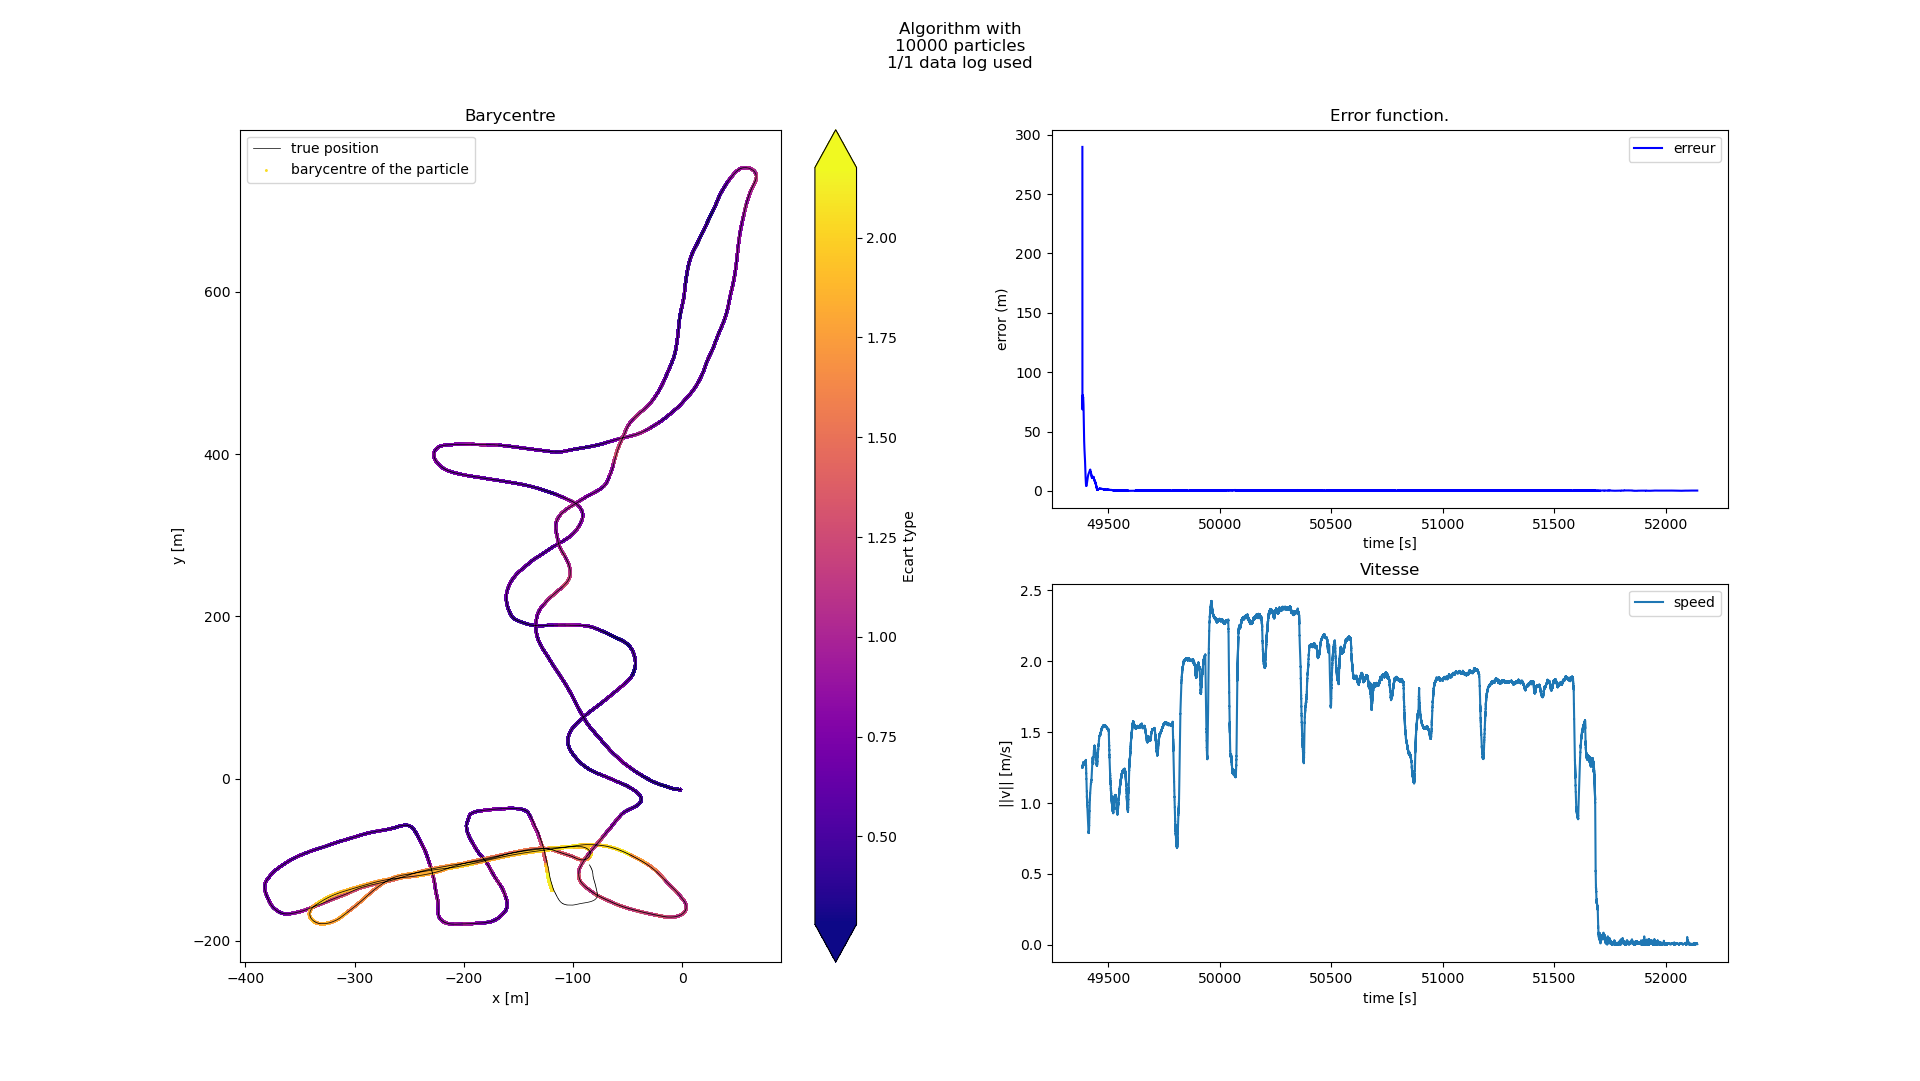 Algorithm with
10000 particles
1/1 data log used
Barycentre
true position
barycentre of the particle
600
400
200
0
−200
y [m]
−400
−300
−200
−100
0
x [m]
2.00
1.75
1.50
1.25
1.00
0.75
0.50
Ecart type
Error function.
erreur
300
250
200
150
100
50
0
error (m)
49500
50000
50500
51000
51500
52000
time [s]
Vitesse
speed
2.5
2.0
1.5
1.0
0.5
0.0
||v|| [m/s]
49500
50000
50500
51000
51500
52000
time [s]